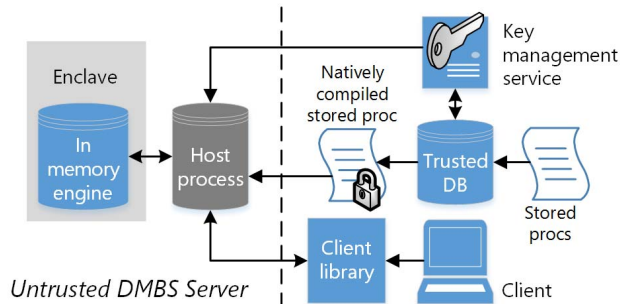 Key
management
service
Enclave
Natively
compiled
stored proc
In
memory
engine
Host
process
Trusted
DB
Stored
procs
Client
library
Client
Untrusted DMBS Server